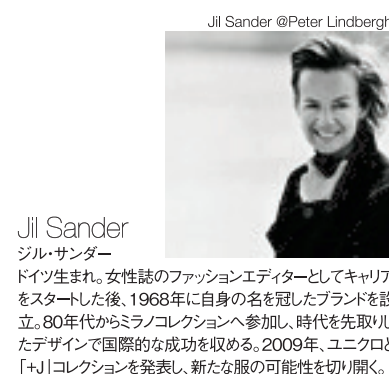 Jil Sander @Peter Lindbergh
Jil Sander
ジル・サンダー
ドイツ生まれ。女性誌のファッションエディターとしてキャリア
をスタートした後、1968年に自身の名を冠したブランドを設
立。80年代からミラノコレクションへ参加し、時代を先取りし
たデザインで国際的な成功を収める。2009年、ユニクロと
「+J」コレクションを発表し、新たな服の可能性を切り開く。